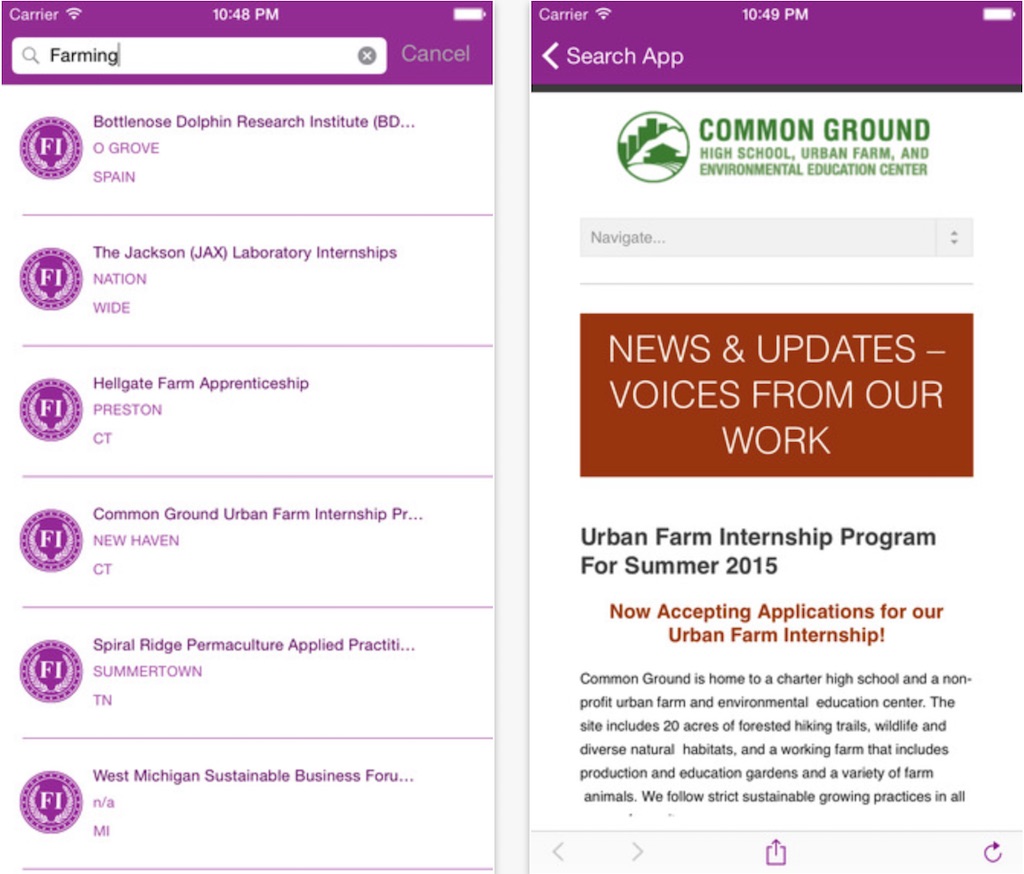 Carrier 10:48 PM
Farming Cancel
Bottlenose Dolphin Research Institute (BD...
O GROVE
SPAIN
FI
The Jackson (JAX) Laboratory Internships
NATION
WIDE
FI
Hellgate Farm Apprenticeship
PRESTON
CT
FI
Common Ground Urban Farm Internship Pr...
NEW HAVEN
CT
FI
Spiral Ridge Permaculture Applied Practiti...
SUMMERTOWN
TN
FI
West Michigan Sustainable Business Foru...
n/a
MI
FI
Carrier 10:49 PM
Search App
COMMON GROUND
HIGH SCHOOL, URBAN FARM, AND
ENVIRONMENTAL EDUCATION CENTER
Navigate...
NEWS & UPDATES –
VOICES FROM OUR
WORK
Urban Farm Internship Program
For Summer 2015
Now Accepting Applications for our
Urban Farm Internship!
Common Ground is home to a charter high school and a non-
profit urban farm and environmental education center. The
site includes 20 acres of forested hiking trails, wildlife and
diverse natural habitats, and a working farm that includes
production and education gardens and a variety of farm
animals. We follow strict sustainable growing practices in all